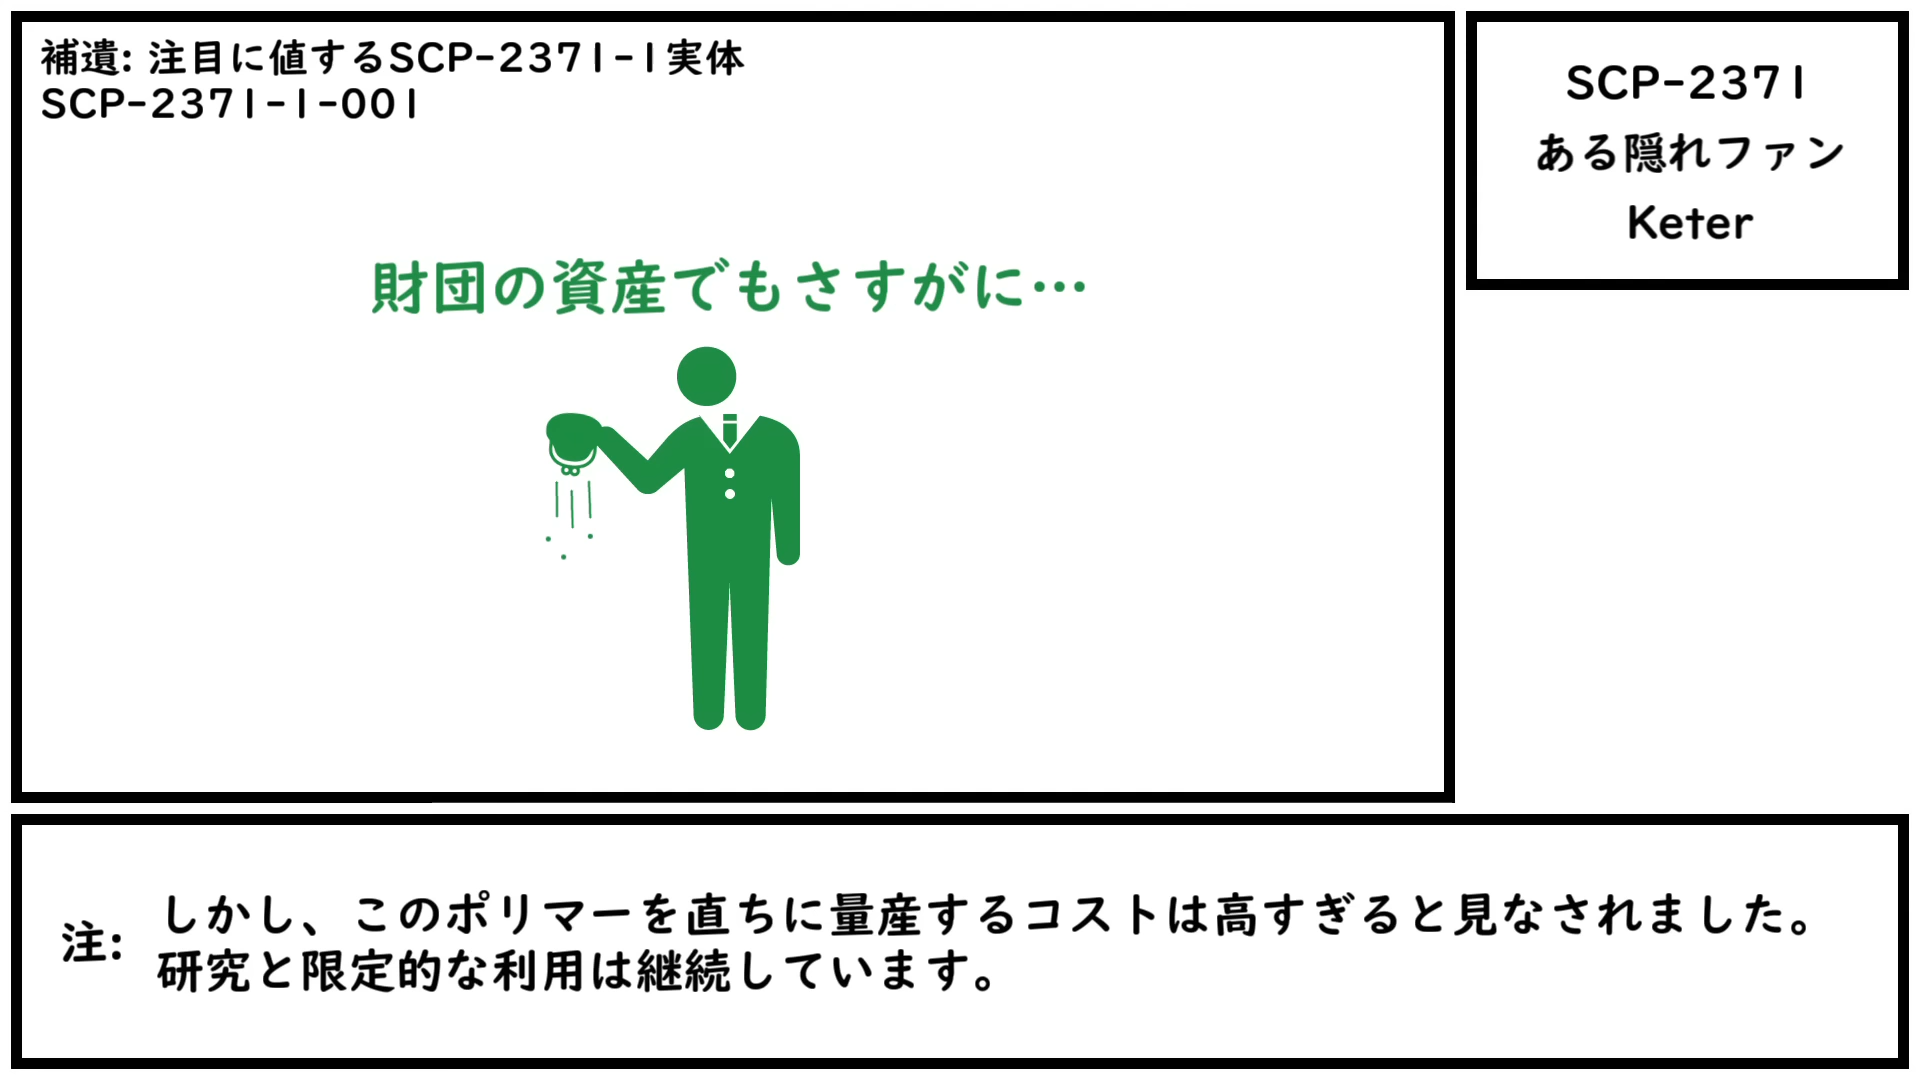 補遺: 注目に値するSCP-2371-1実体
SCP-2371-1-001
財団の資産でもさすがに…
SCP-2371
ある隠れファン
Keter
注: しかし、このポリマーを直ちに量産するコストは高すぎると見なされました。
研究と限定的な利用は継続しています。